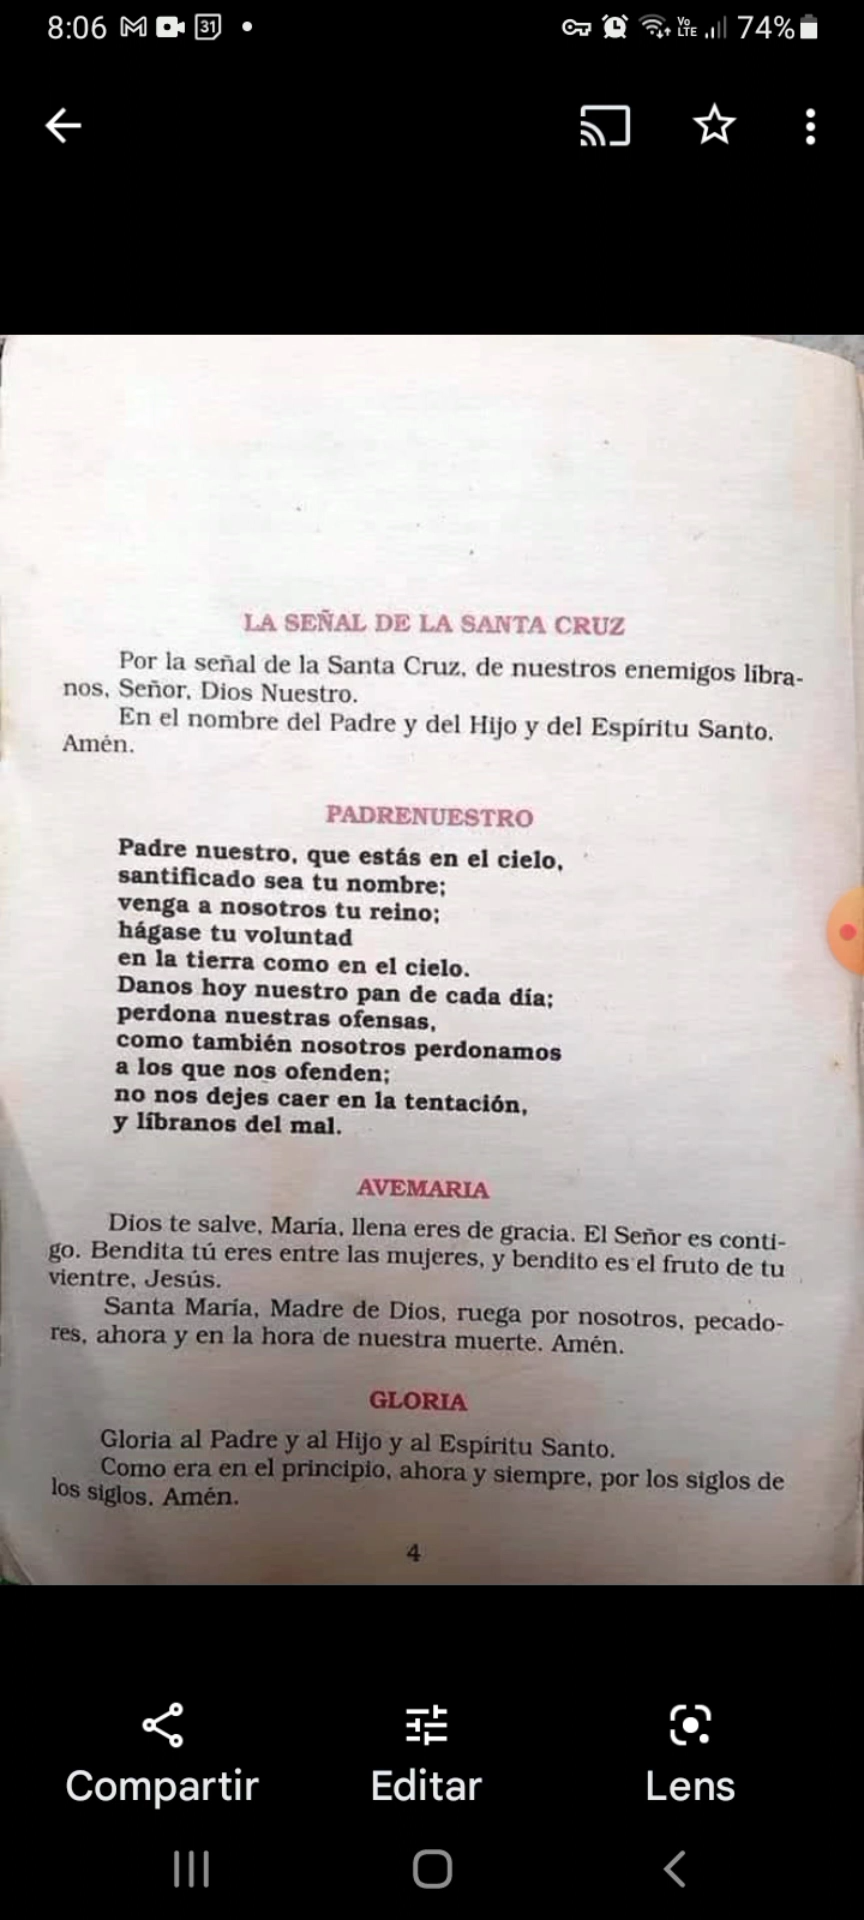 8:06 31 Vo LTE 74%
LA SEÑAL DE LA SANTA CRUZ
Por la señal de la Santa Cruz, de nuestros enemigos líbra-
nos, Señor, Dios Nuestro.
En el nombre del Padre y del Hijo y del Espíritu Santo.
Amén.
PADRENUESTRO
Padre nuestro, que estás en el cielo,
santificado sea tu nombre;
venga a nosotros tu reino;
hágase tu voluntad
en la tierra como en el cielo.
Danos hoy nuestro pan de cada día;
perdona nuestras ofensas,
como también nosotros perdonamos
a los que nos ofenden;
no nos dejes caer en la tentación,
y líbranos del mal.
AVEMARIA
Dios te salve, María, llena eres de gracia. El Señor es conti-
go. Bendita tú eres entre las mujeres, y bendito es el fruto de tu
vientre, Jesús.
Santa María, Madre de Dios, ruega por nosotros, pecado-
res, ahora y en la hora de nuestra muerte. Amén.
GLORIA
Gloria al Padre y al Hijo y al Espíritu Santo.
Como era en el principio, ahora y siempre, por los siglos de
los siglos. Amén.
4
Compartir Editar Lens